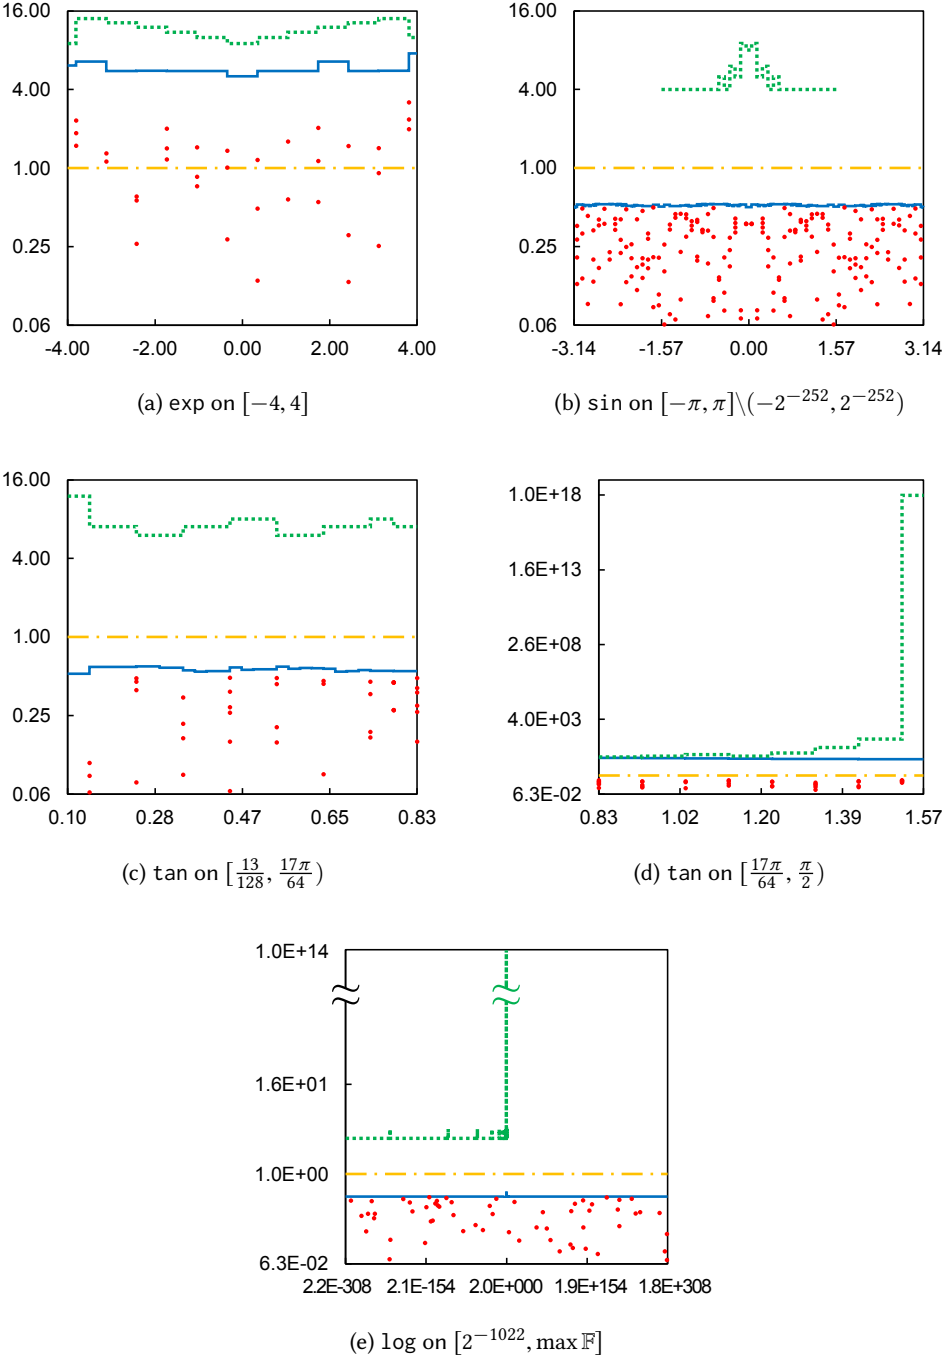 16.00
4.00
1.00
0.25
0.06
-4.00 -2.00 0.00 2.00 4.00
(a) exp on [−4, 4]
16.00
4.00
1.00
0.25
0.06
-3.14 -1.57 0.00 1.57 3.14
(b) sin on [−π, π]\(−2^{−252}, 2^{−252})
16.00
4.00
1.00
0.25
0.06
0.10 0.28 0.47 0.65 0.83
(c) tan on [13/128, 17π/64)
1.0E+18
1.6E+13
2.6E+08
4.0E+03
6.3E-02
0.83 1.02 1.20 1.39 1.57
(d) tan on [17π/64, π/2)
1.0E+14
1.6E+01
1.0E+00
6.3E-02
2.2E-308 2.1E-154 2.0E+000 1.9E+154 1.8E+308
(e) log on [2^{−1022}, max 𝔽]